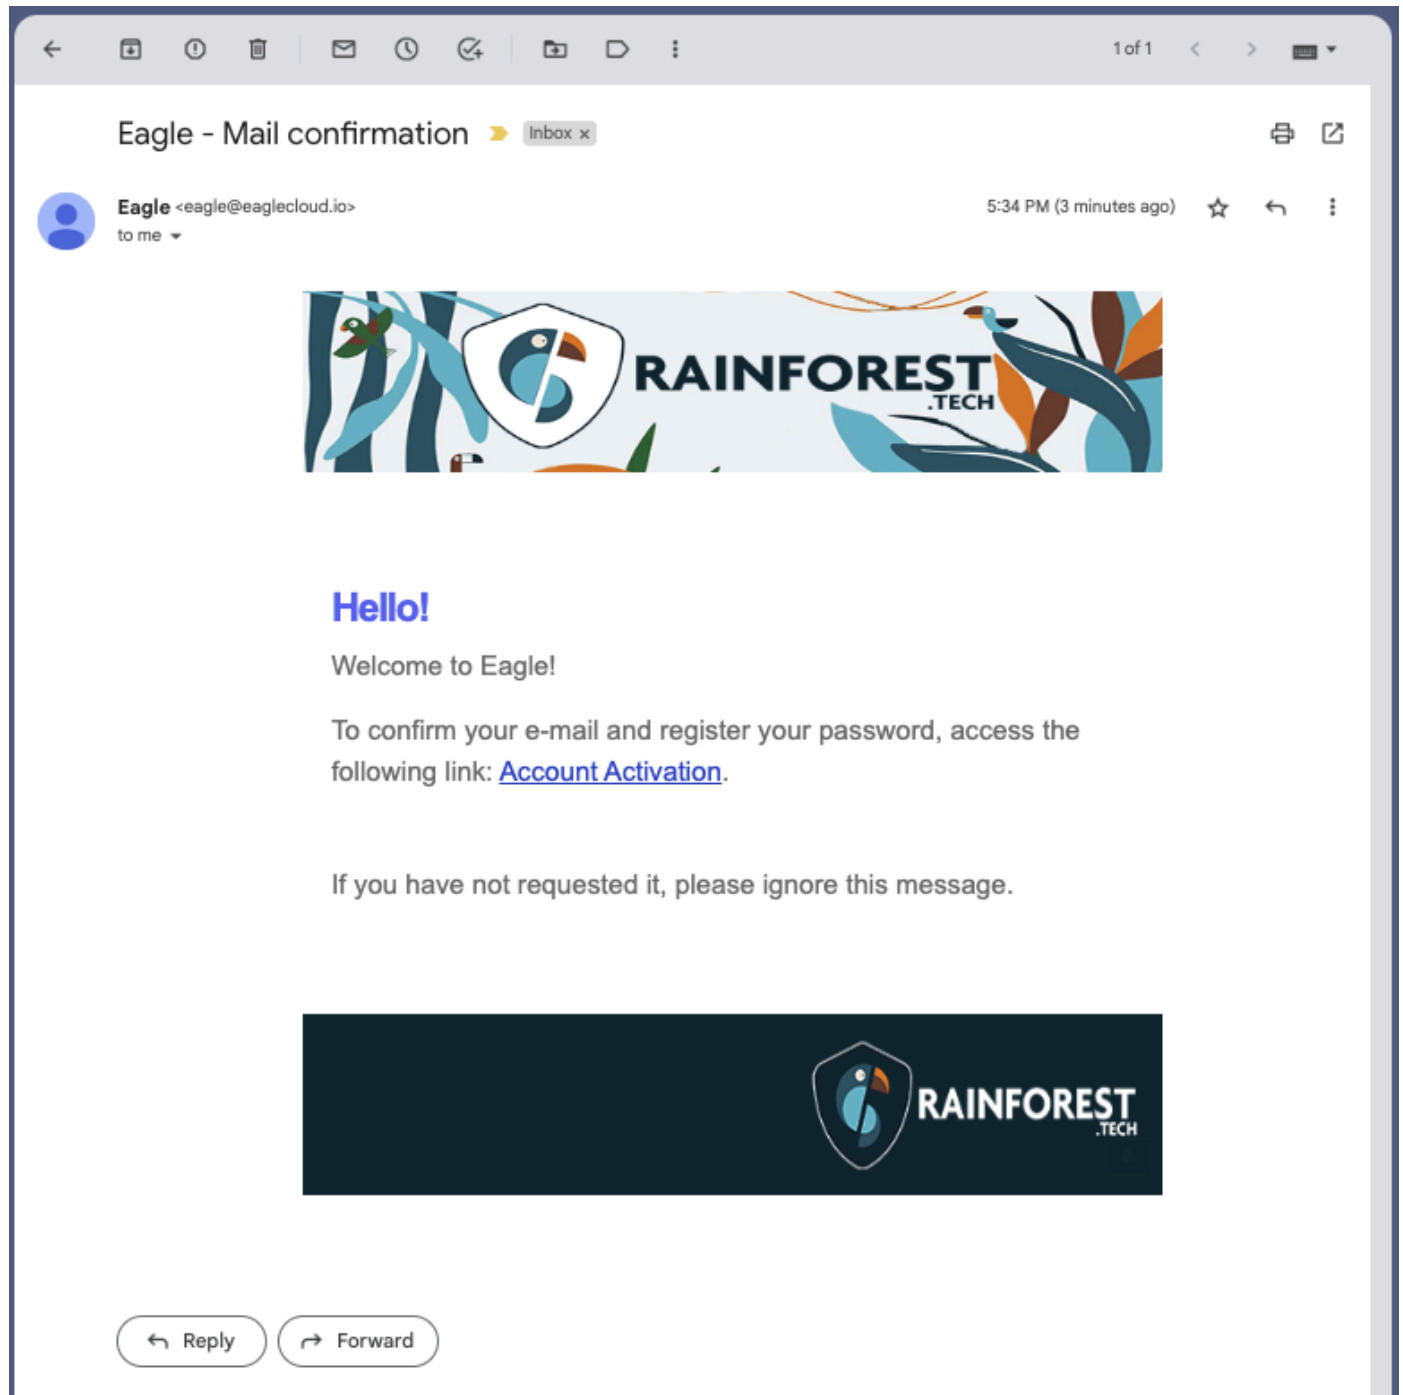 1 of 1
Eagle - Mail confirmation
Inbox x
Eagle <eagle@eaglecloud.io>
5:34 PM (3 minutes ago)
to me
RAINFOREST
.TECH
Hello!
Welcome to Eagle!
To confirm your e-mail and register your password, access the
following link: Account Activation.
If you have not requested it, please ignore this message.
RAINFOREST
.TECH
Reply
Forward